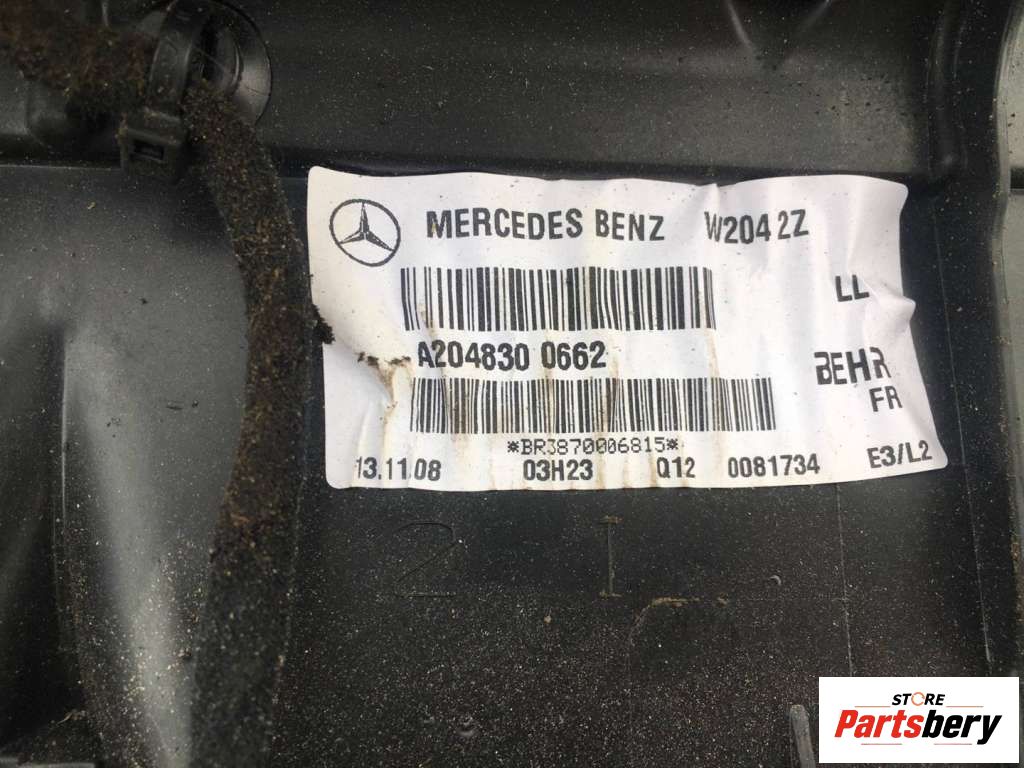 MERCEDES BENZ W204 2Z
LL
A204830 0662
BEHR
FR
*BR3870006815*
13.11.08 03H23 Q12 0081734 E3/L2
2 L
STORE
Partsbery